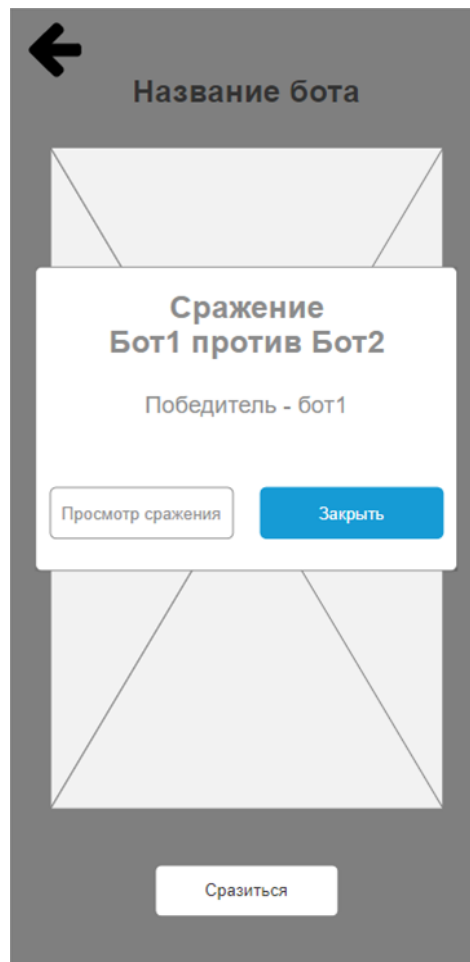 Название бота
Сражение
Бот1 против Бот2
Победитель - бот1
Просмотр сражения
Закрыть
Сразиться